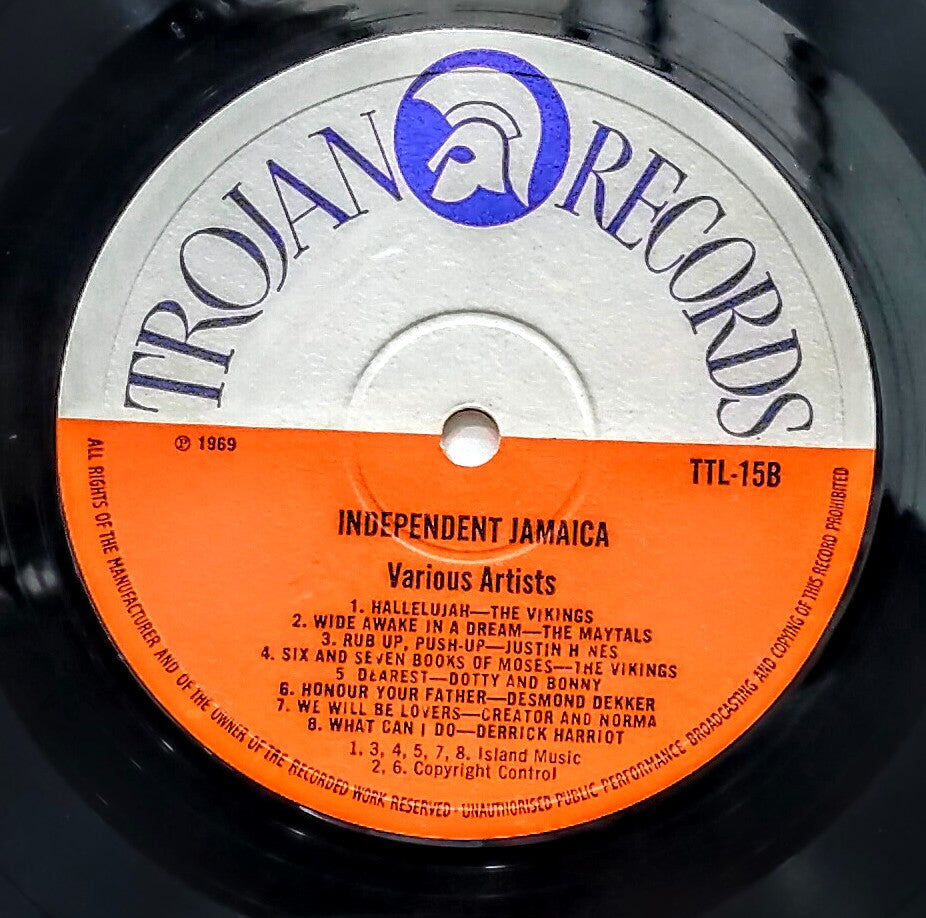 TROJAN RECORDS
℗ 1969
TTL-15B
INDEPENDENT JAMAICA
Various Artists
1. HALLELUJAH—THE VIKINGS
2. WIDE AWAKE IN A DREAM—THE MAYTALS
3. RUB UP, PUSH-UP—JUSTIN H NES
4. SIX AND SEVEN BOOKS OF MOSES—THE VIKINGS
5 DEAREST—DOTTY AND BONNY
6. HONOUR YOUR FATHER—DESMOND DEKKER
7. WE WILL BE LOVERS—CREATOR AND NORMA
8. WHAT CAN I DO—DERRICK HARRIOT
1, 3, 4, 5, 7, 8. Island Music
2, 6. Copyright Control
ALL RIGHTS OF THE MANUFACTURER AND OF THE OWNER OF THE RECORDED WORK RESERVED · UNAUTHORISED PUBLIC PERFORMANCE BROADCASTING AND COPYING OF THIS RECORD PROHIBITED